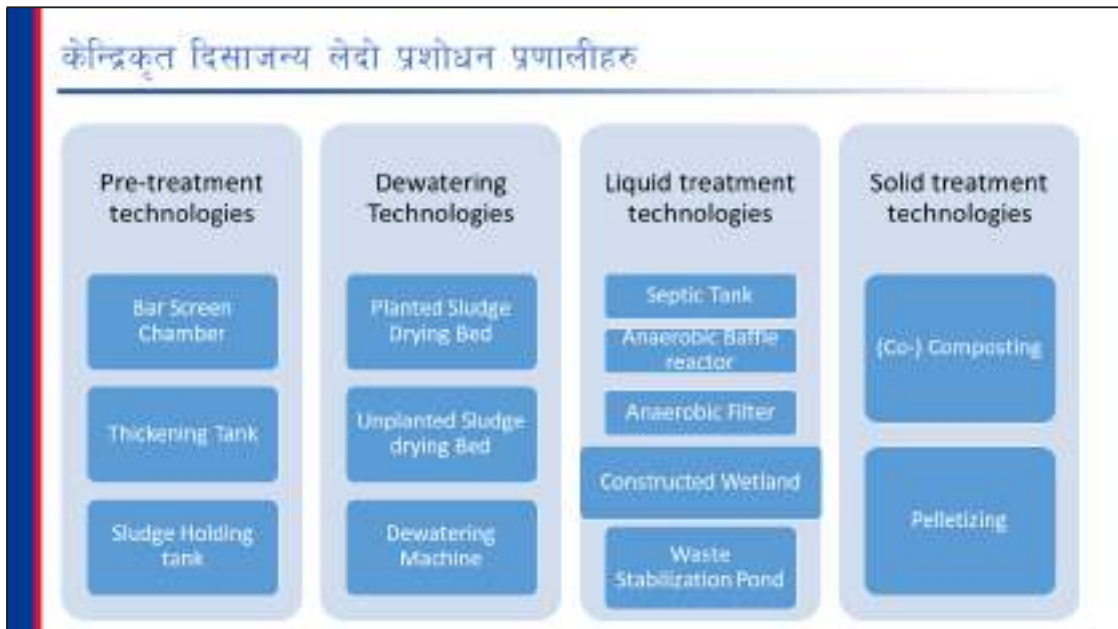 केन्द्रिकृत दिसाजन्य लेदो प्रशोधन प्रणालीहरु
Pre-treatment
technologies
Bar Screen
Chamber
Thickening Tank
Sludge Holding
tank
Dewatering
Technologies
Planted Sludge
Drying Bed
Unplanted Sludge
drying Bed
Dewatering
Machine
Liquid treatment
technologies
Septic Tank
Anaerobic Baffle
reactor
Anaerobic Filter
Constructed Wetland
Waste
Stabilization Pond
Solid treatment
technologies
(Co-) Composting
Pelletizing